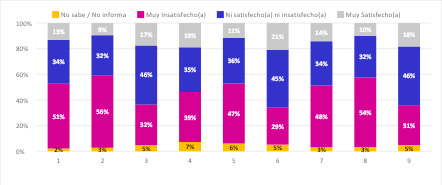 No sabe / No informa Muy Insatisfecho(a) Ni satisfecho(a) ni insatisfecho(a) Muy Satisfecho(a)
100%
80%
60%
40%
20%
0%
13% 9% 17% 19% 11% 21% 14% 10% 18%
34% 32% 46% 35% 36% 45% 34% 32% 46%
51% 56% 32% 39% 47% 29% 48% 54% 31%
2% 3% 5% 7% 6% 5% 3% 3% 5%
1 2 3 4 5 6 7 8 9